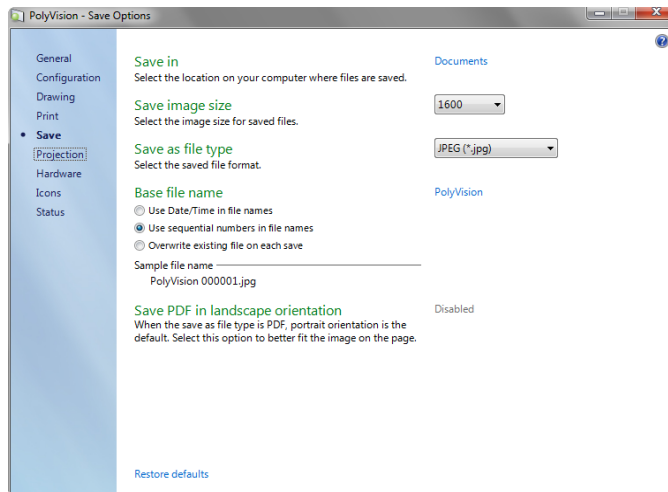 PolyVision - Save Options
General
Configuration
Drawing
Print
Save
Projection
Hardware
Icons
Status
Save in
Documents
Select the location on your computer where files are saved.
Save image size
1600
Select the image size for saved files.
Save as file type
JPEG (*.jpg)
Select the saved file format.
Base file name
PolyVision
Use Date/Time in file names
Use sequential numbers in file names
Overwrite existing file on each save
Sample file name
PolyVision 000001.jpg
Save PDF in landscape orientation
Disabled
When the save as file type is PDF, portrait orientation is the
default. Select this option to better fit the image on the page.
Restore defaults